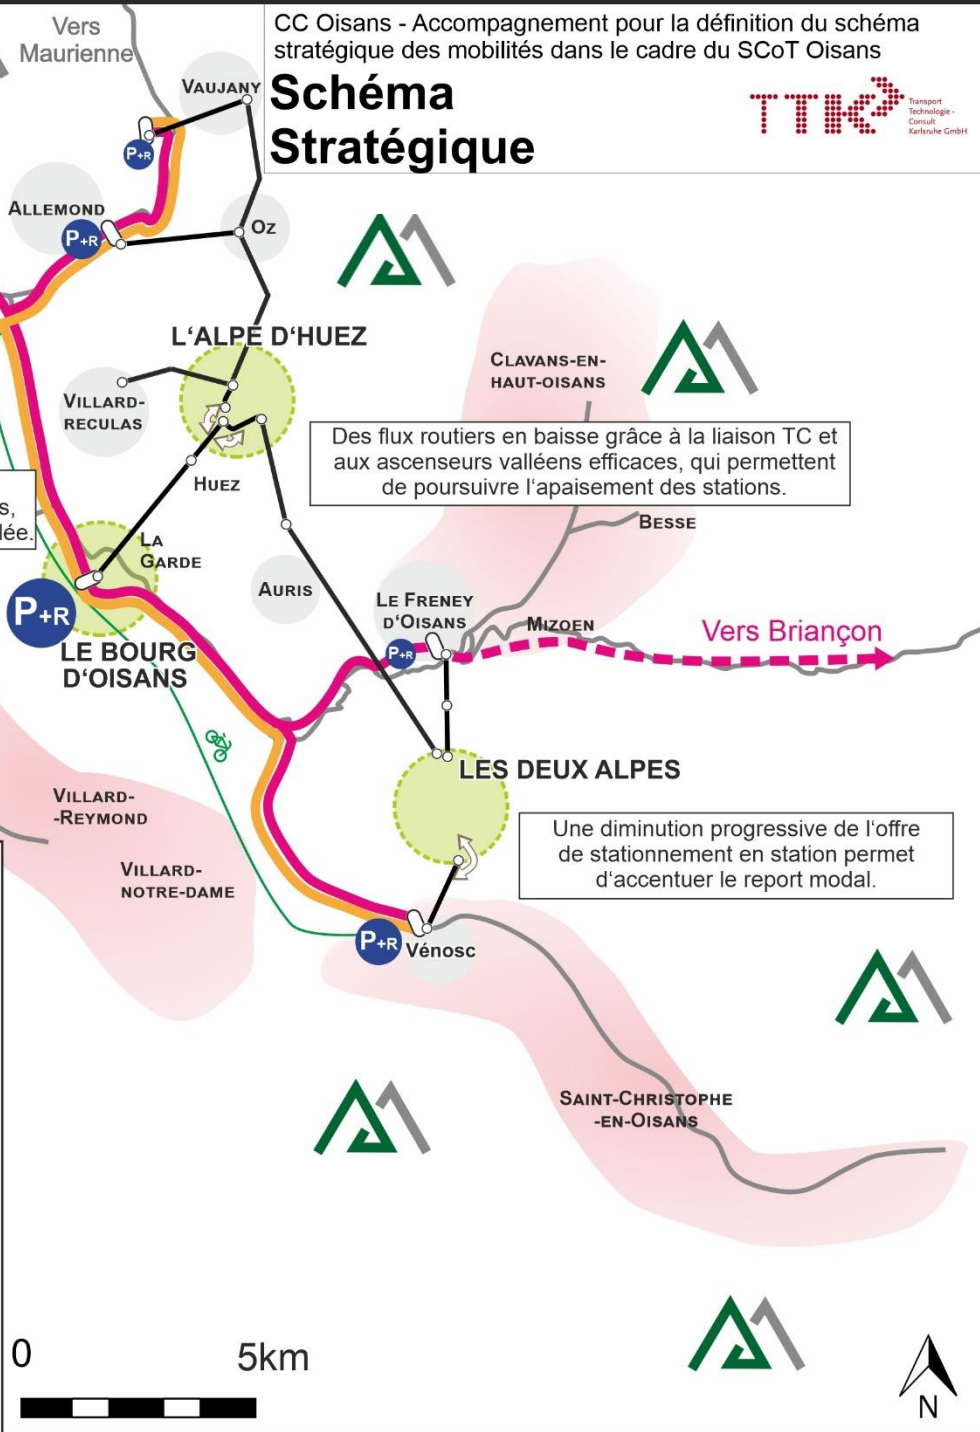 Vers
Maurienne
CC Oisans - Accompagnement pour la définition du schéma
stratégique des mobilités dans le cadre du SCoT Oisans
Schéma
Stratégique
TTK
Transport
Technologie -
Consult
Karlsruhe GmbH
VAUJANY
P+R
ALLEMOND
P+R
OZ
L‘ALPE D‘HUEZ
CLAVANS-EN-
HAUT-OISANS
VILLARD-
RECULAS
Des flux routiers en baisse grâce à la liaison TC et
aux ascenseurs valléens efficaces, qui permettent
de poursuivre l‘apaisement des stations.
HUEZ
s,
lée.
BESSE
LA
GARDE
AURIS
LE FRENEY
D‘OISANS
P+R
MIZOEN
Vers Briançon
P+R
LE BOURG
D‘OISANS
LES DEUX ALPES
VILLARD-
-REYMOND
Une diminution progressive de l‘offre
de stationnement en station permet
d‘accentuer le report modal.
VILLARD-
NOTRE-DAME
P+R
Vénosc
SAINT-CHRISTOPHE
-EN-OISANS
0
5km
N